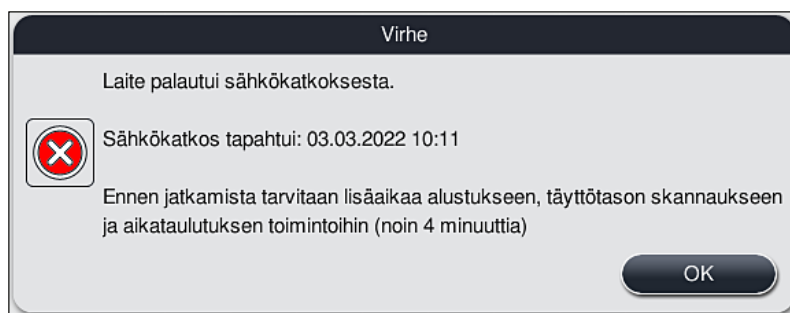 Virhe
Laite palautui sähkökatkoksesta.
Sähkökatkos tapahtui: 03.03.2022 10:11
Ennen jatkamista tarvitaan lisäaikaa alustukseen, täyttötason skannaukseen
ja aikataulutuksen toimintoihin (noin 4 minuuttia)
OK